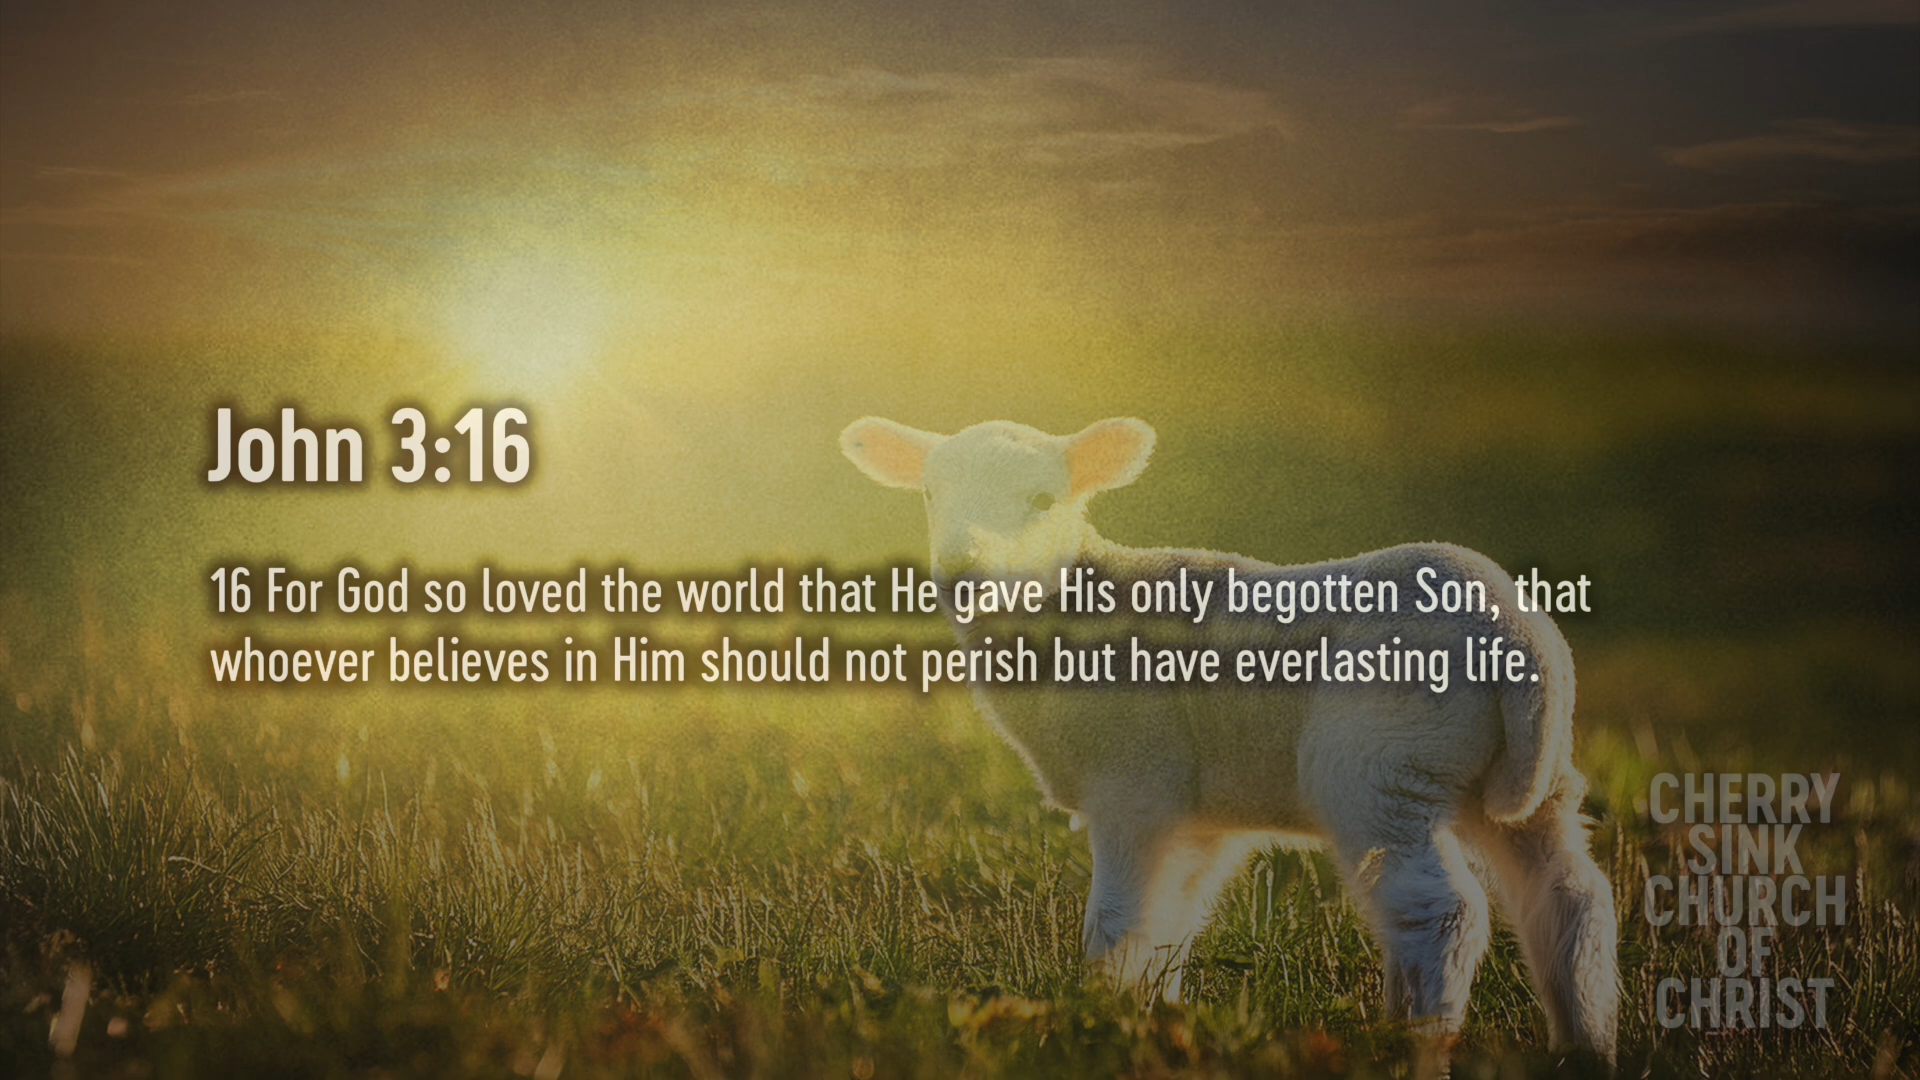 John 3:16
16 For God so loved the world that He gave His only begotten Son, that
whoever believes in Him should not perish but have everlasting life.
CHERRY
SINK
CHURCH
OF
CHRIST